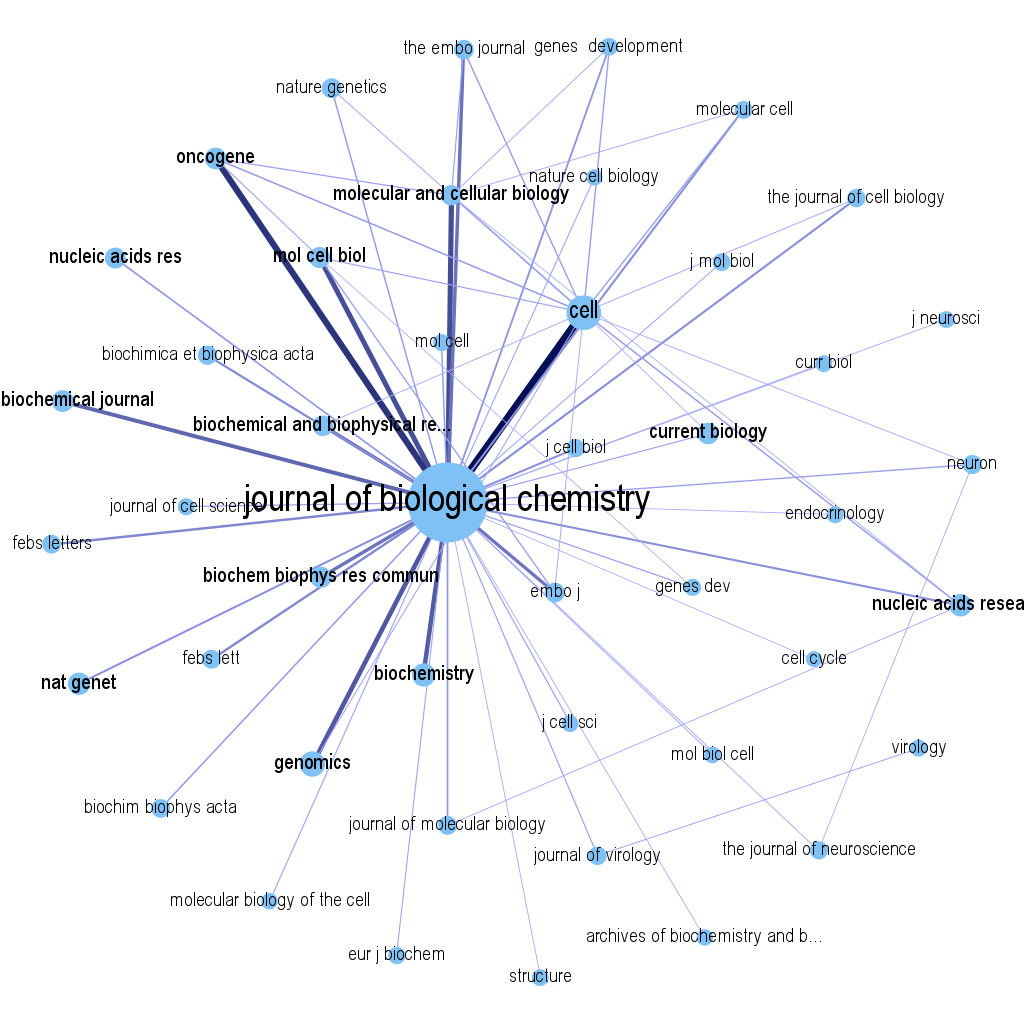 the embo journal
genes  development
nature genetics
molecular cell
oncogene
nature cell biology
molecular and cellular biology
the journal of cell biology
nucleic acids res
mol cell biol
j mol biol
cell
j neurosci
mol cell
biochimica et biophysica acta
curr biol
biochemical journal
biochemical and biophysical re...
current biology
j cell biol
neuron
journal of biological chemistry
journal of cell science
endocrinology
febs letters
biochem biophys res commun
embo j
genes dev
nucleic acids resea
febs lett
cell cycle
nat genet
biochemistry
j cell sci
mol biol cell
virology
genomics
biochim biophys acta
journal of molecular biology
journal of virology
the journal of neuroscience
molecular biology of the cell
archives of biochemistry and b...
eur j biochem
structure